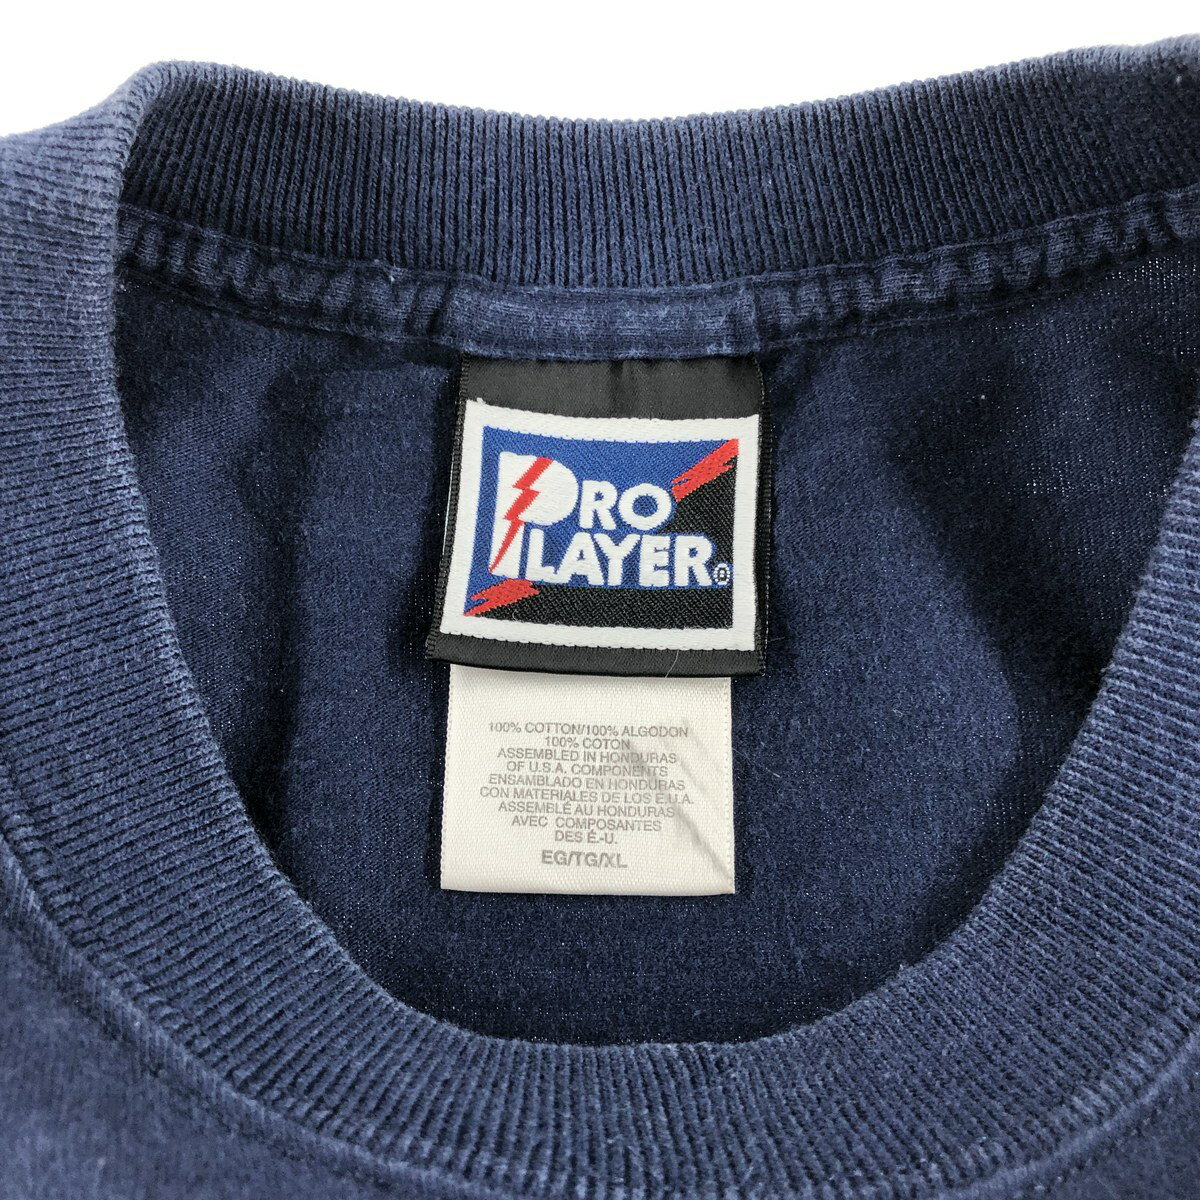 PRO
PLAYER®
100% COTTON/100% ALGODON
100% COTON
ASSEMBLED IN HONDURAS
OF U.S.A. COMPONENTS
ENSAMBLADO EN HONDURAS
CON MATERIALES DE LOS E.U.A.
ASSEMBLÉ AU HONDURAS
AVEC COMPOSANTES
DES É.-U.
EG/TG/XL